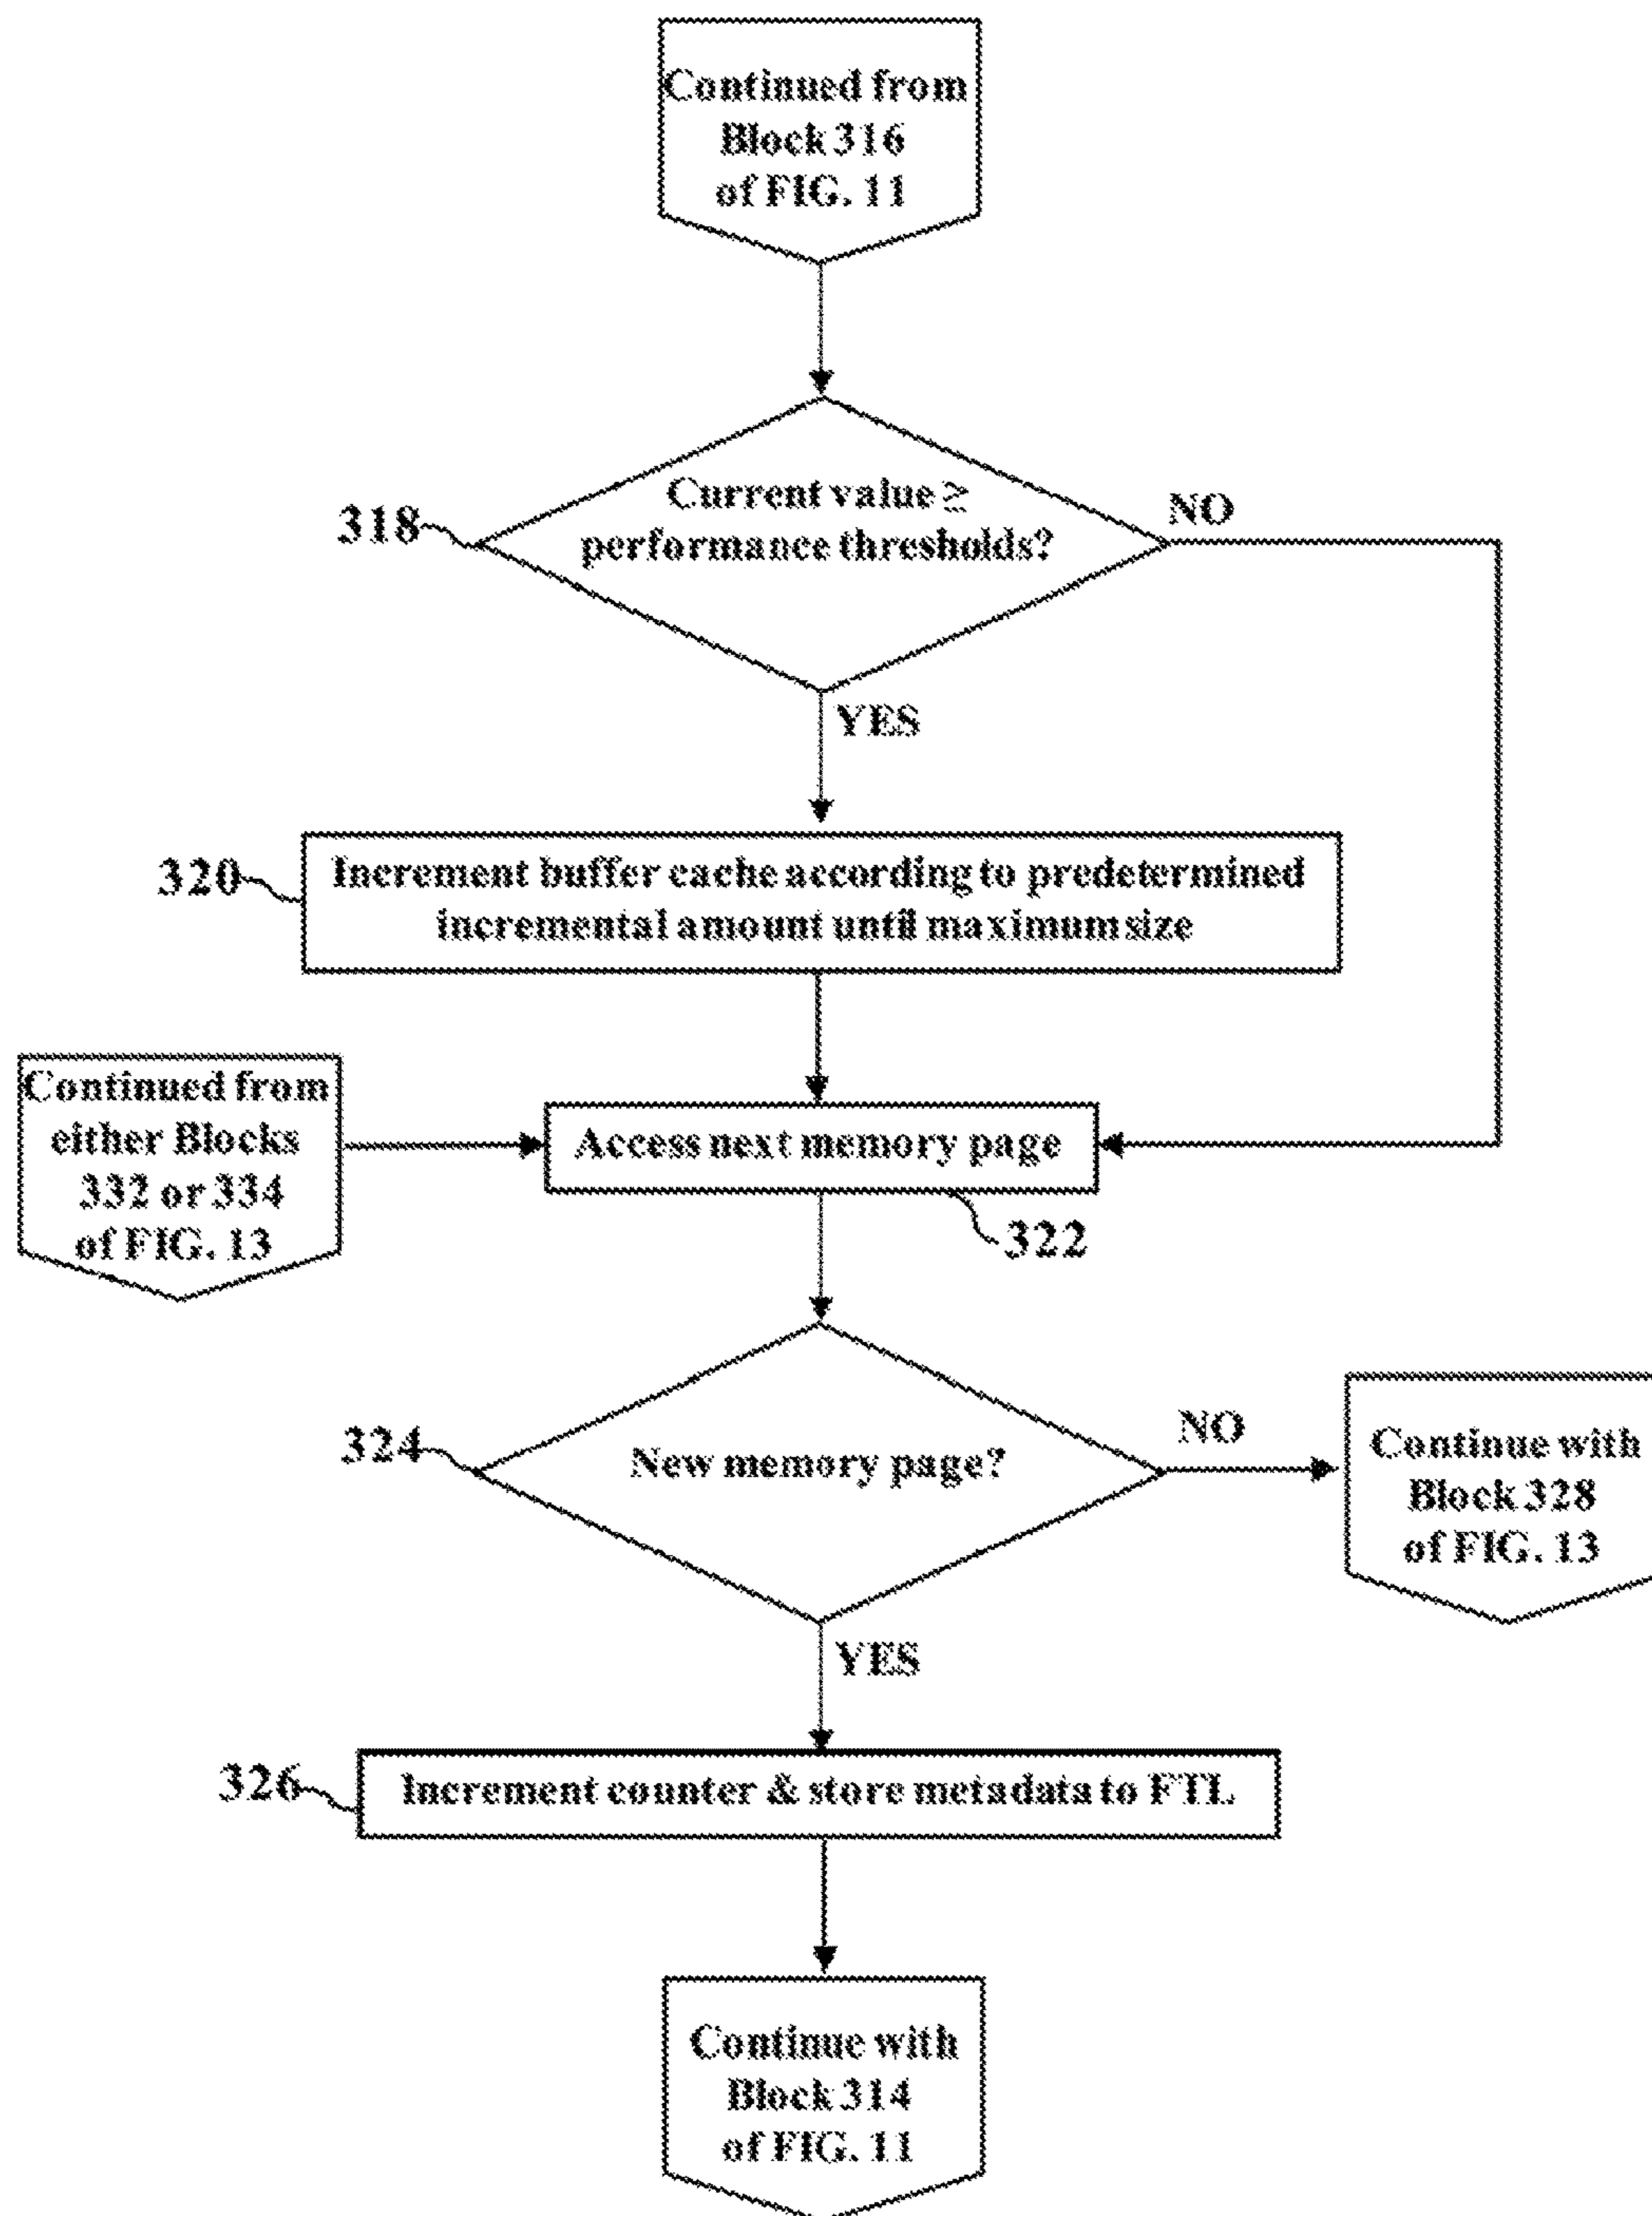 Continued from
Block 316
of FIG. 11
318
Current value ≥
performance thresholds?
NO
YES
320
Increment buffer cache according to predetermined
incremental amount until maximum size
Continued from
either Blocks
332 or 334
of FIG. 13
Access next memory page
322
324
New memory page?
NO
Continue with
Block 328
of FIG. 13
YES
326
Increment counter & store metadata to FTL
Continue with
Block 314
of FIG. 11